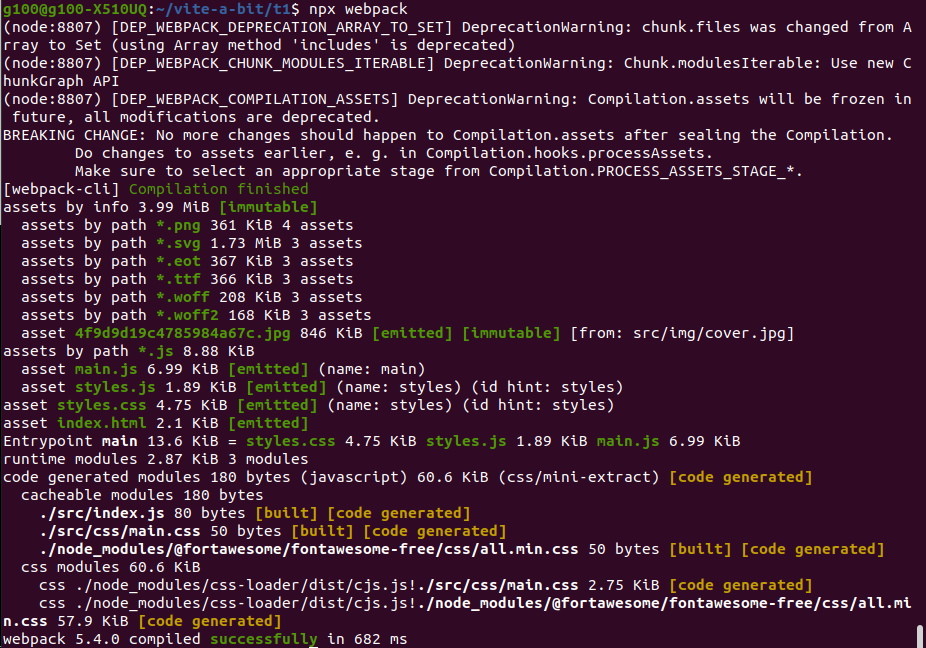 g100@g100-X510UQ:~/vite-a-bit/t1$ npx webpack
(node:8807) [DEP_WEBPACK_DEPRECATION_ARRAY_TO_SET] DeprecationWarning: chunk.files was changed from A
rray to Set (using Array method 'includes' is deprecated)
(node:8807) [DEP_WEBPACK_CHUNK_MODULES_ITERABLE] DeprecationWarning: Chunk.modulesIterable: Use new C
hunkGraph API
(node:8807) [DEP_WEBPACK_COMPILATION_ASSETS] DeprecationWarning: Compilation.assets will be frozen in
 future, all modifications are deprecated.
BREAKING CHANGE: No more changes should happen to Compilation.assets after sealing the Compilation.
        Do changes to assets earlier, e. g. in Compilation.hooks.processAssets.
        Make sure to select an appropriate stage from Compilation.PROCESS_ASSETS_STAGE_*.
[webpack-cli] Compilation finished
assets by info 3.99 MiB [immutable]
  assets by path *.png 361 KiB 4 assets
  assets by path *.svg 1.73 MiB 3 assets
  assets by path *.eot 367 KiB 3 assets
  assets by path *.ttf 366 KiB 3 assets
  assets by path *.woff 208 KiB 3 assets
  assets by path *.woff2 168 KiB 3 assets
  asset 4f9d9d19c4785984a67c.jpg 846 KiB [emitted] [immutable] [from: src/img/cover.jpg]
assets by path *.js 8.88 KiB
  asset main.js 6.99 KiB [emitted] (name: main)
  asset styles.js 1.89 KiB [emitted] (name: styles) (id hint: styles)
asset styles.css 4.75 KiB [emitted] (name: styles) (id hint: styles)
asset index.html 2.1 KiB [emitted]
Entrypoint main 13.6 KiB = styles.css 4.75 KiB styles.js 1.89 KiB main.js 6.99 KiB
runtime modules 2.87 KiB 3 modules
code generated modules 180 bytes (javascript) 60.6 KiB (css/mini-extract) [code generated]
  cacheable modules 180 bytes
    ./src/index.js 80 bytes [built] [code generated]
    ./src/css/main.css 50 bytes [built] [code generated]
    ./node_modules/@fortawesome/fontawesome-free/css/all.min.css 50 bytes [built] [code generated]
  css modules 60.6 KiB
    css ./node_modules/css-loader/dist/cjs.js!./src/css/main.css 2.75 KiB [code generated]
    css ./node_modules/css-loader/dist/cjs.js!./node_modules/@fortawesome/fontawesome-free/css/all.mi
n.css 57.9 KiB [code generated]
webpack 5.4.0 compiled successfully in 682 ms